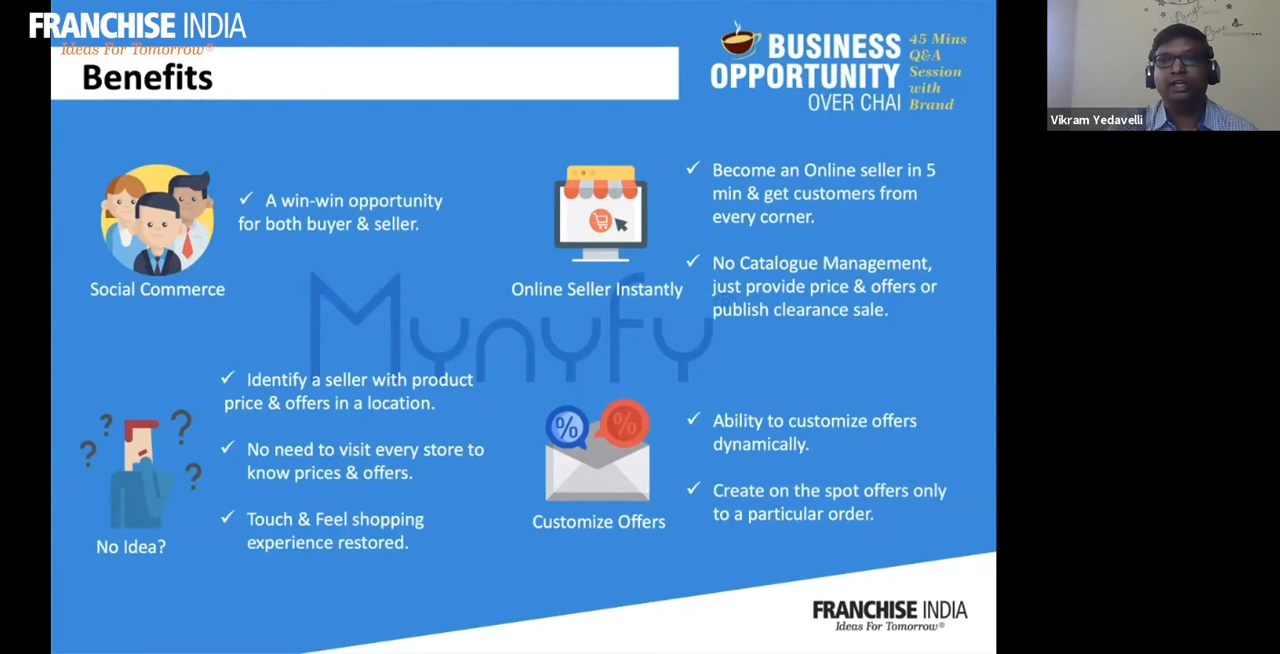 FRANCHISE INDIA
Ideas For Tomorrow®
Benefits
BUSINESS
OPPORTUNITY
OVER CHAI
45 Mins
Q&A
Session
with
Brand
Vikram Yedavelli
✓ A win-win opportunity
for both buyer & seller.
Social Commerce
✓ Become an Online seller in 5
min & get customers from
every corner.
✓ No Catalogue Management,
just provide price & offers or
publish clearance sale.
Online Seller Instantly
Mynyfy®
✓ Identify a seller with product
price & offers in a location.
✓ No need to visit every store to
know prices & offers.
✓ Touch & Feel shopping
experience restored.
? ? ? ?
No Idea?
% %
✓ Ability to customize offers
dynamically.
✓ Create on the spot offers only
to a particular order.
Customize Offers
FRANCHISE INDIA
Ideas For Tomorrow®